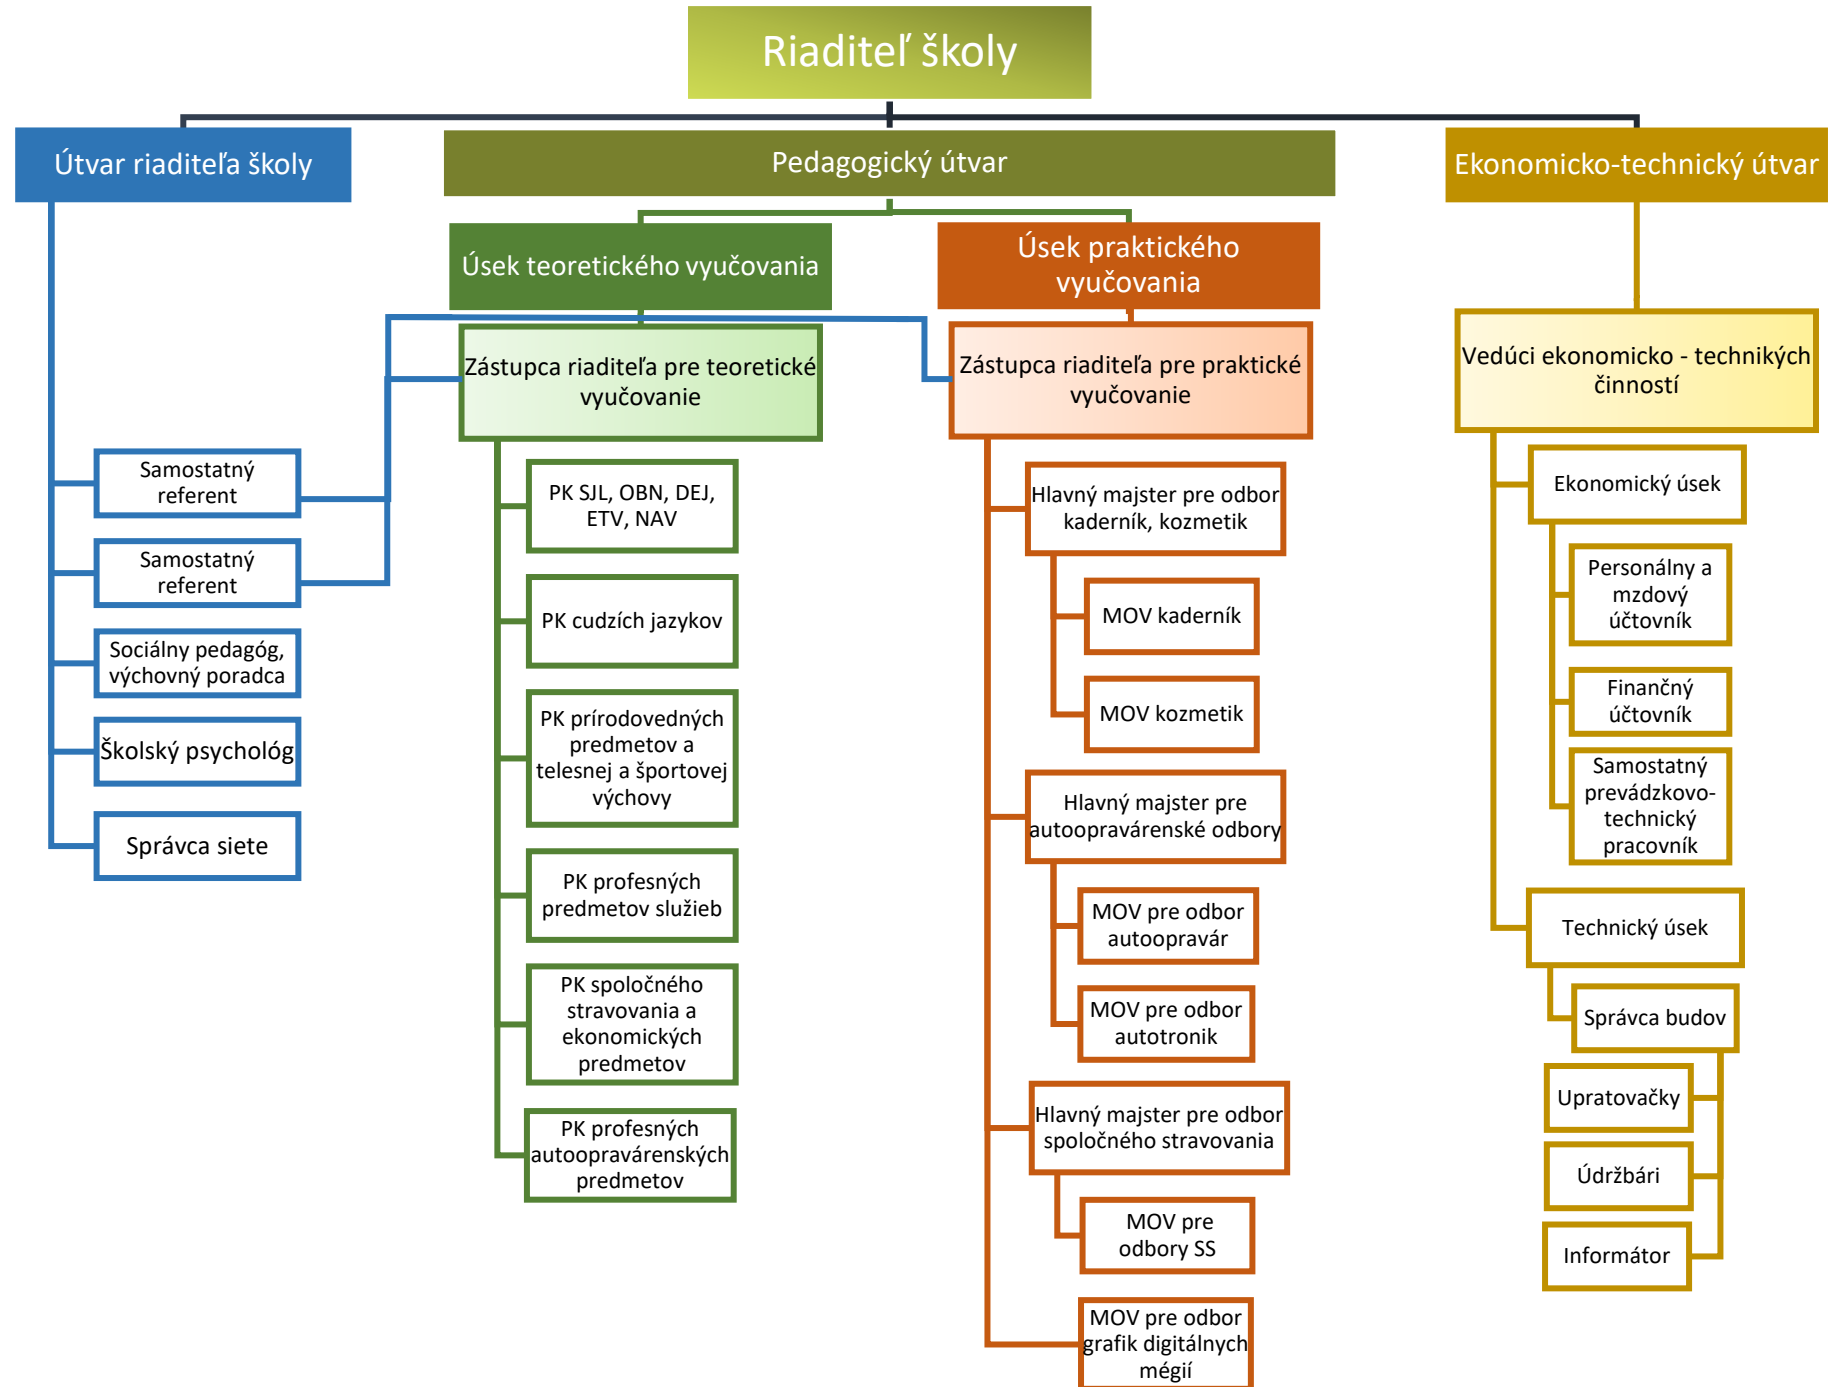 Riaditeľ školy
Útvar riaditeľa školy
Pedagogický útvar
Ekonomicko-technický útvar
Úsek teoretického vyučovania
Úsek praktického
vyučovania
Zástupca riaditeľa pre teoretické
vyučovanie
Zástupca riaditeľa pre praktické
vyučovanie
Vedúci ekonomicko - technikých
činností
Samostatný
referent
Samostatný
referent
Sociálny pedagóg,
výchovný poradca
Školský psychológ
Správca siete
PK SJL, OBN, DEJ,
ETV, NAV
PK cudzích jazykov
PK prírodovedných
predmetov a
telesnej a športovej
výchovy
PK profesných
predmetov služieb
PK spoločného
stravovania a
ekonomických
predmetov
PK profesných
autoopravárenských
predmetov
Hlavný majster pre odbor
kaderník, kozmetik
MOV kaderník
MOV kozmetik
Hlavný majster pre
autoopravárenské odbory
MOV pre odbor
autoopravár
MOV pre odbor
autotronik
Hlavný majster pre odbor
spoločného stravovania
MOV pre
odbory SS
MOV pre odbor
grafik digitálnych
mégií
Ekonomický úsek
Personálny a
mzdový
účtovník
Finančný
účtovník
Samostatný
prevádzkovo-
technický
pracovník
Technický úsek
Správca budov
Upratovačky
Údržbári
Informátor